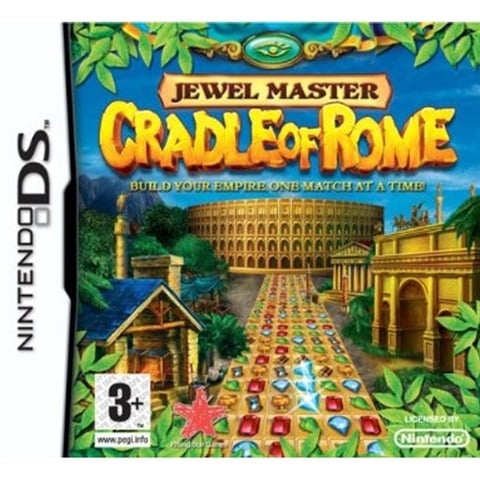 JEWEL MASTER
CRADLE OF ROME
BUILD YOUR EMPIRE ONE MATCH AT A TIME!
NINTENDO DS™
3+
www.pegi.info
LICENSED BY
Nintendo